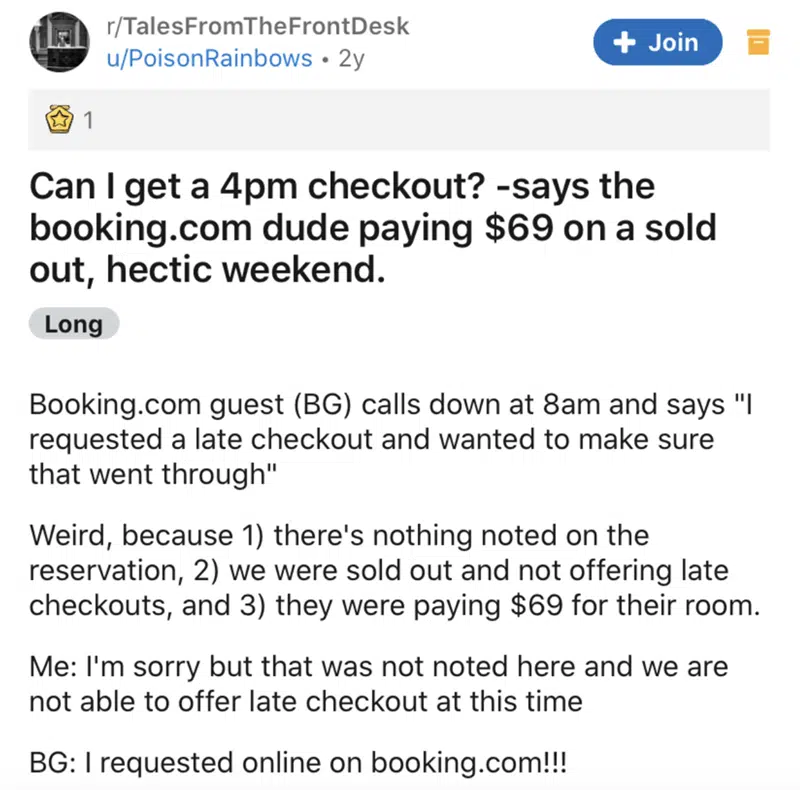 r/TalesFromTheFrontDesk
u/PoisonRainbows • 2y
+ Join
1
Can I get a 4pm checkout? -says the
booking.com dude paying $69 on a sold
out, hectic weekend.
Long
Booking.com guest (BG) calls down at 8am and says "I
requested a late checkout and wanted to make sure
that went through"
Weird, because 1) there's nothing noted on the
reservation, 2) we were sold out and not offering late
checkouts, and 3) they were paying $69 for their room.
Me: I'm sorry but that was not noted here and we are
not able to offer late checkout at this time
BG: I requested online on booking.com!!!